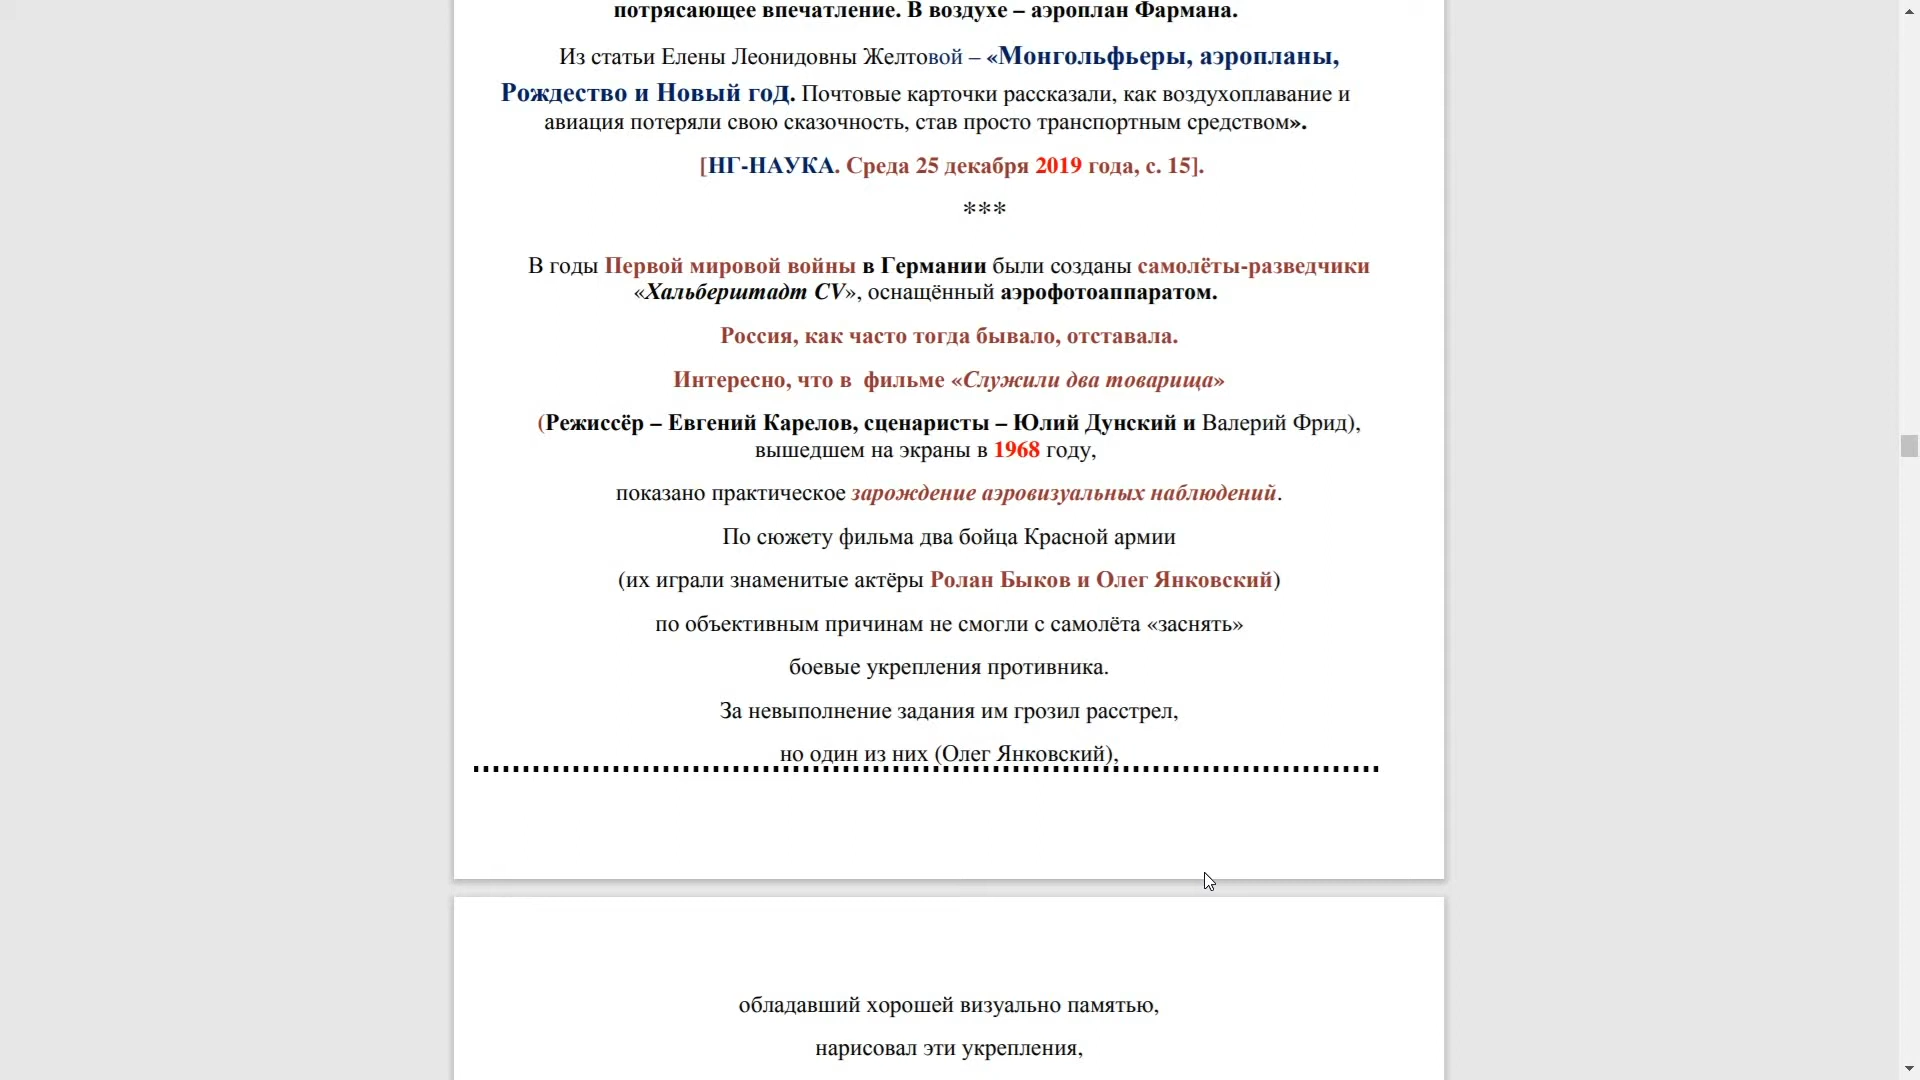 потрясающее впечатление. В воздухе – аэроплан Фармана.
Из статьи Елены Леонидовны Желтовой – «Монгольфьеры, аэропланы,
Рождество и Новый год. Почтовые карточки рассказали, как воздухоплавание и
авиация потеряли свою сказочность, став просто транспортным средством».
[НГ-НАУКА. Среда 25 декабря 2019 года, с. 15].
***
В годы Первой мировой войны в Германии были созданы самолёты-разведчики
«Хальберштадт CV», оснащённый аэрофотоаппаратом.
Россия, как часто тогда бывало, отставала.
Интересно, что в фильме «Служили два товарища»
(Режиссёр – Евгений Карелов, сценаристы – Юлий Дунский и Валерий Фрид),
вышедшем на экраны в 1968 году,
показано практическое зарождение аэровизуальных наблюдений.
По сюжету фильма два бойца Красной армии
(их играли знаменитые актёры Ролан Быков и Олег Янковский)
по объективным причинам не смогли с самолёта «заснять»
боевые укрепления противника.
За невыполнение задания им грозил расстрел,
но один из них (Олег Янковский),
обладавший хорошей визуально памятью,
нарисовал эти укрепления,